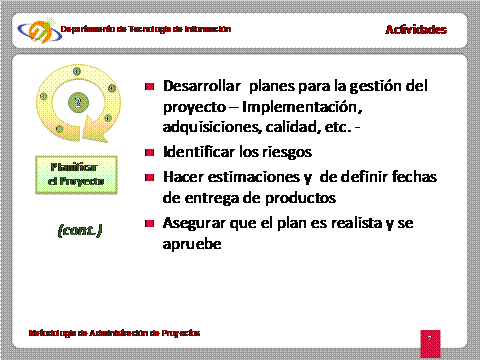 Departamento de Tecnología de Información
Actividades
Desarrollar planes para la gestión del
proyecto – Implementación,
adquisiciones, calidad, etc. -
Identificar los riesgos
Hacer estimaciones y de definir fechas
de entrega de productos
Asegurar que el plan es realista y se
apruebe
2
Planificar
el Proyecto
(cont.)
Metodología de Administración de Proyectos